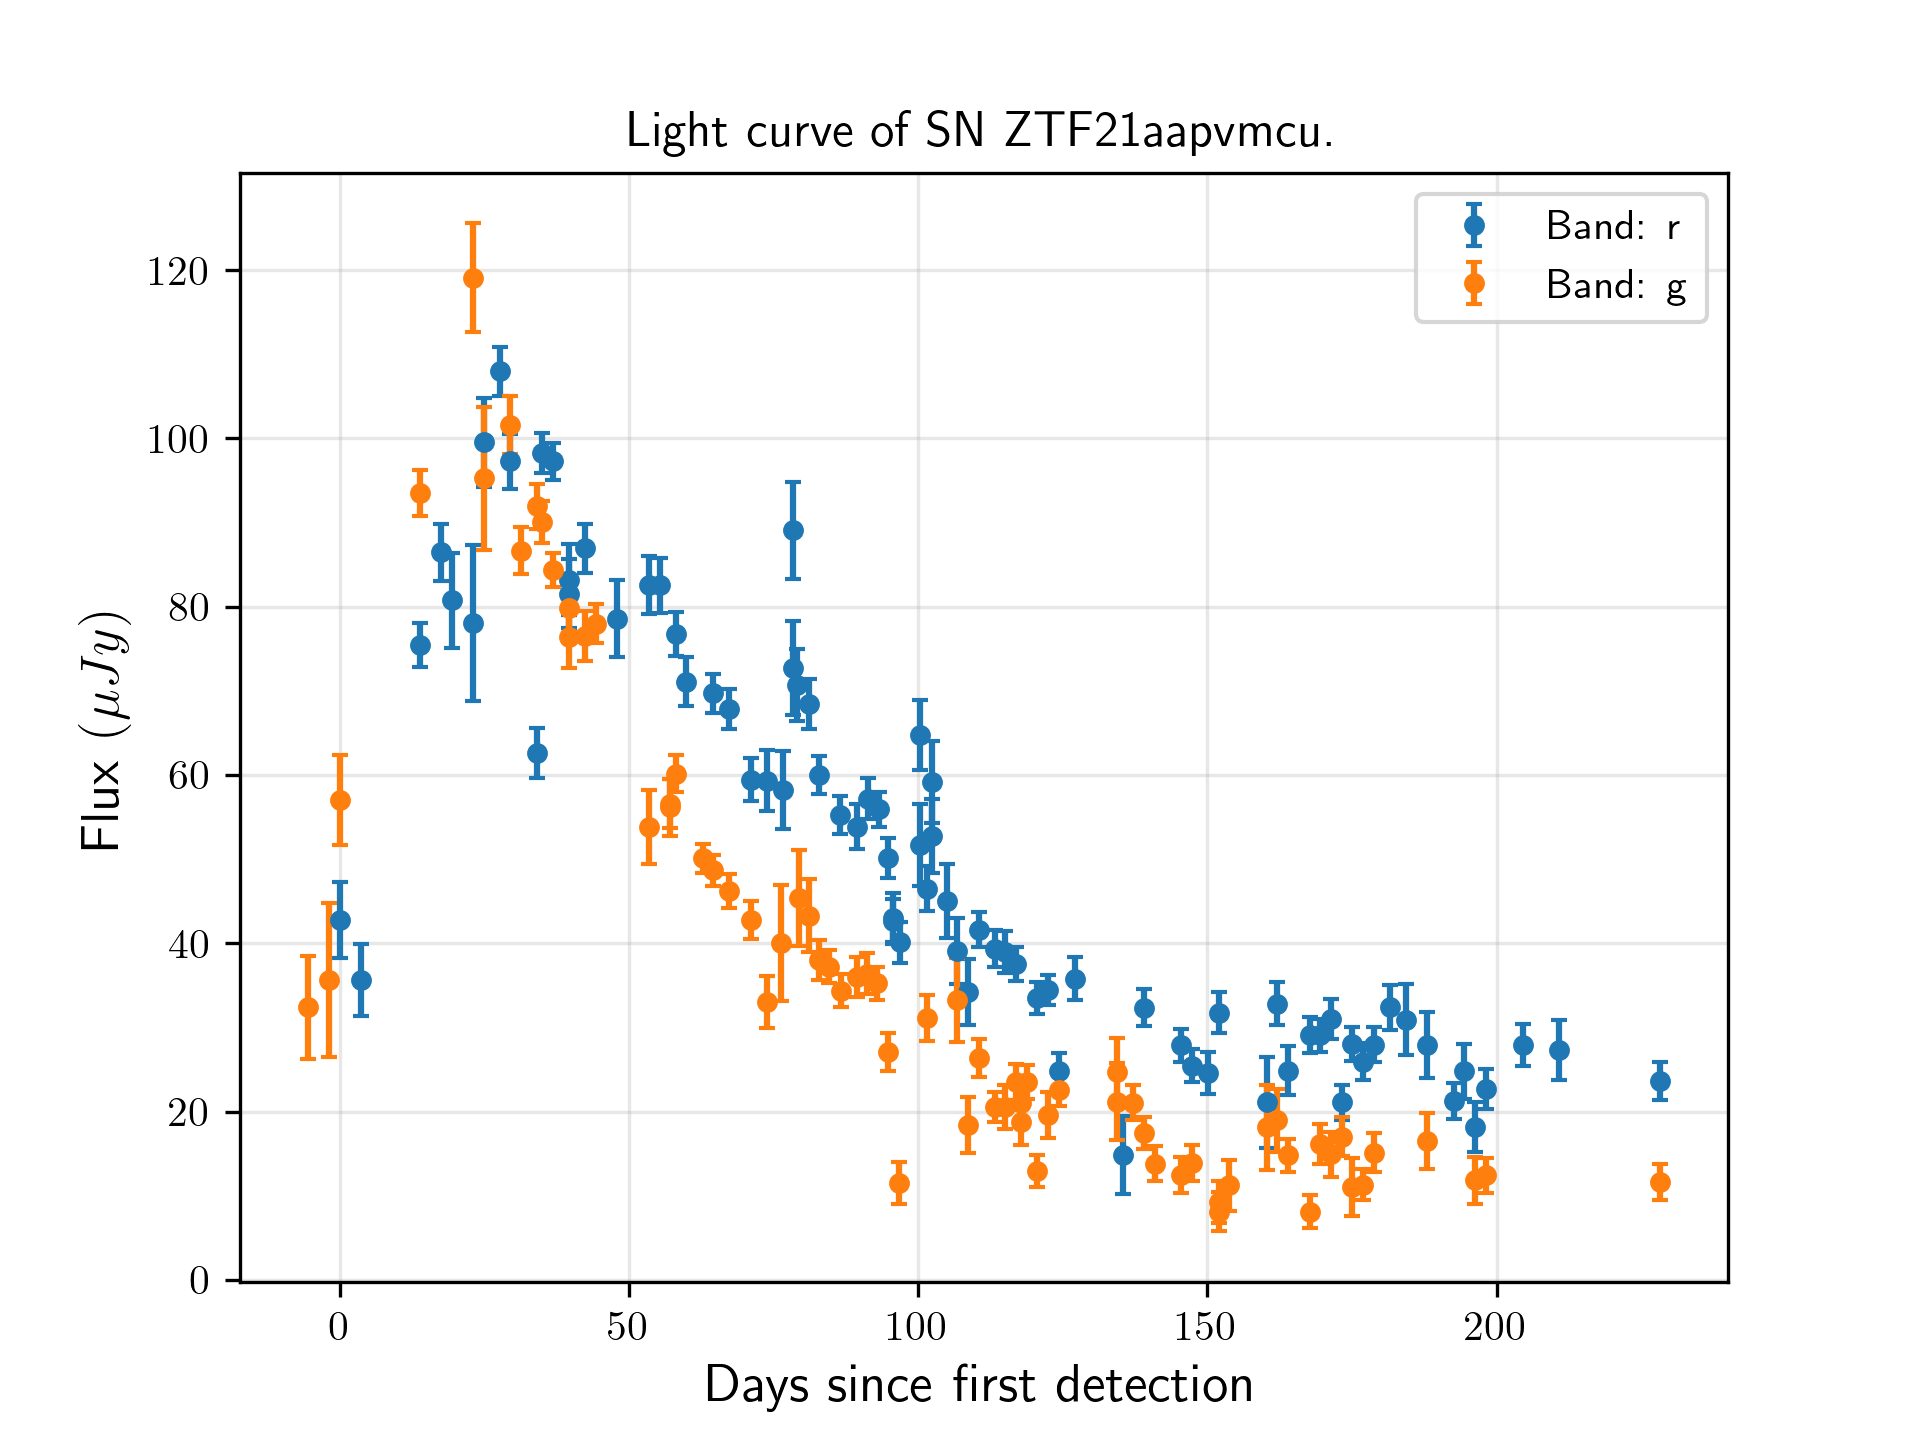 Light curve of SN ZTF21aapvmcu.
Band: r
Band: g
120
100
80
60
40
20
0
Flux (μJy)
0 50 100 150 200
Days since first detection